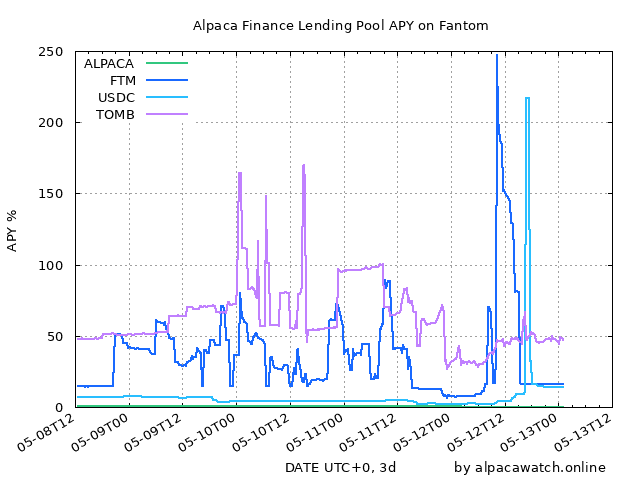 Alpaca Finance Lending Pool APY on Fantom
250
200
150
100
50
0
APY %
ALPACA
FTM
USDC
TOMB
05-08T12
05-09T00
05-09T12
05-10T00
05-10T12
05-11T00
05-11T12
05-12T00
05-12T12
05-13T00
05-13T12
DATE UTC+0, 3d
by alpacawatch.online